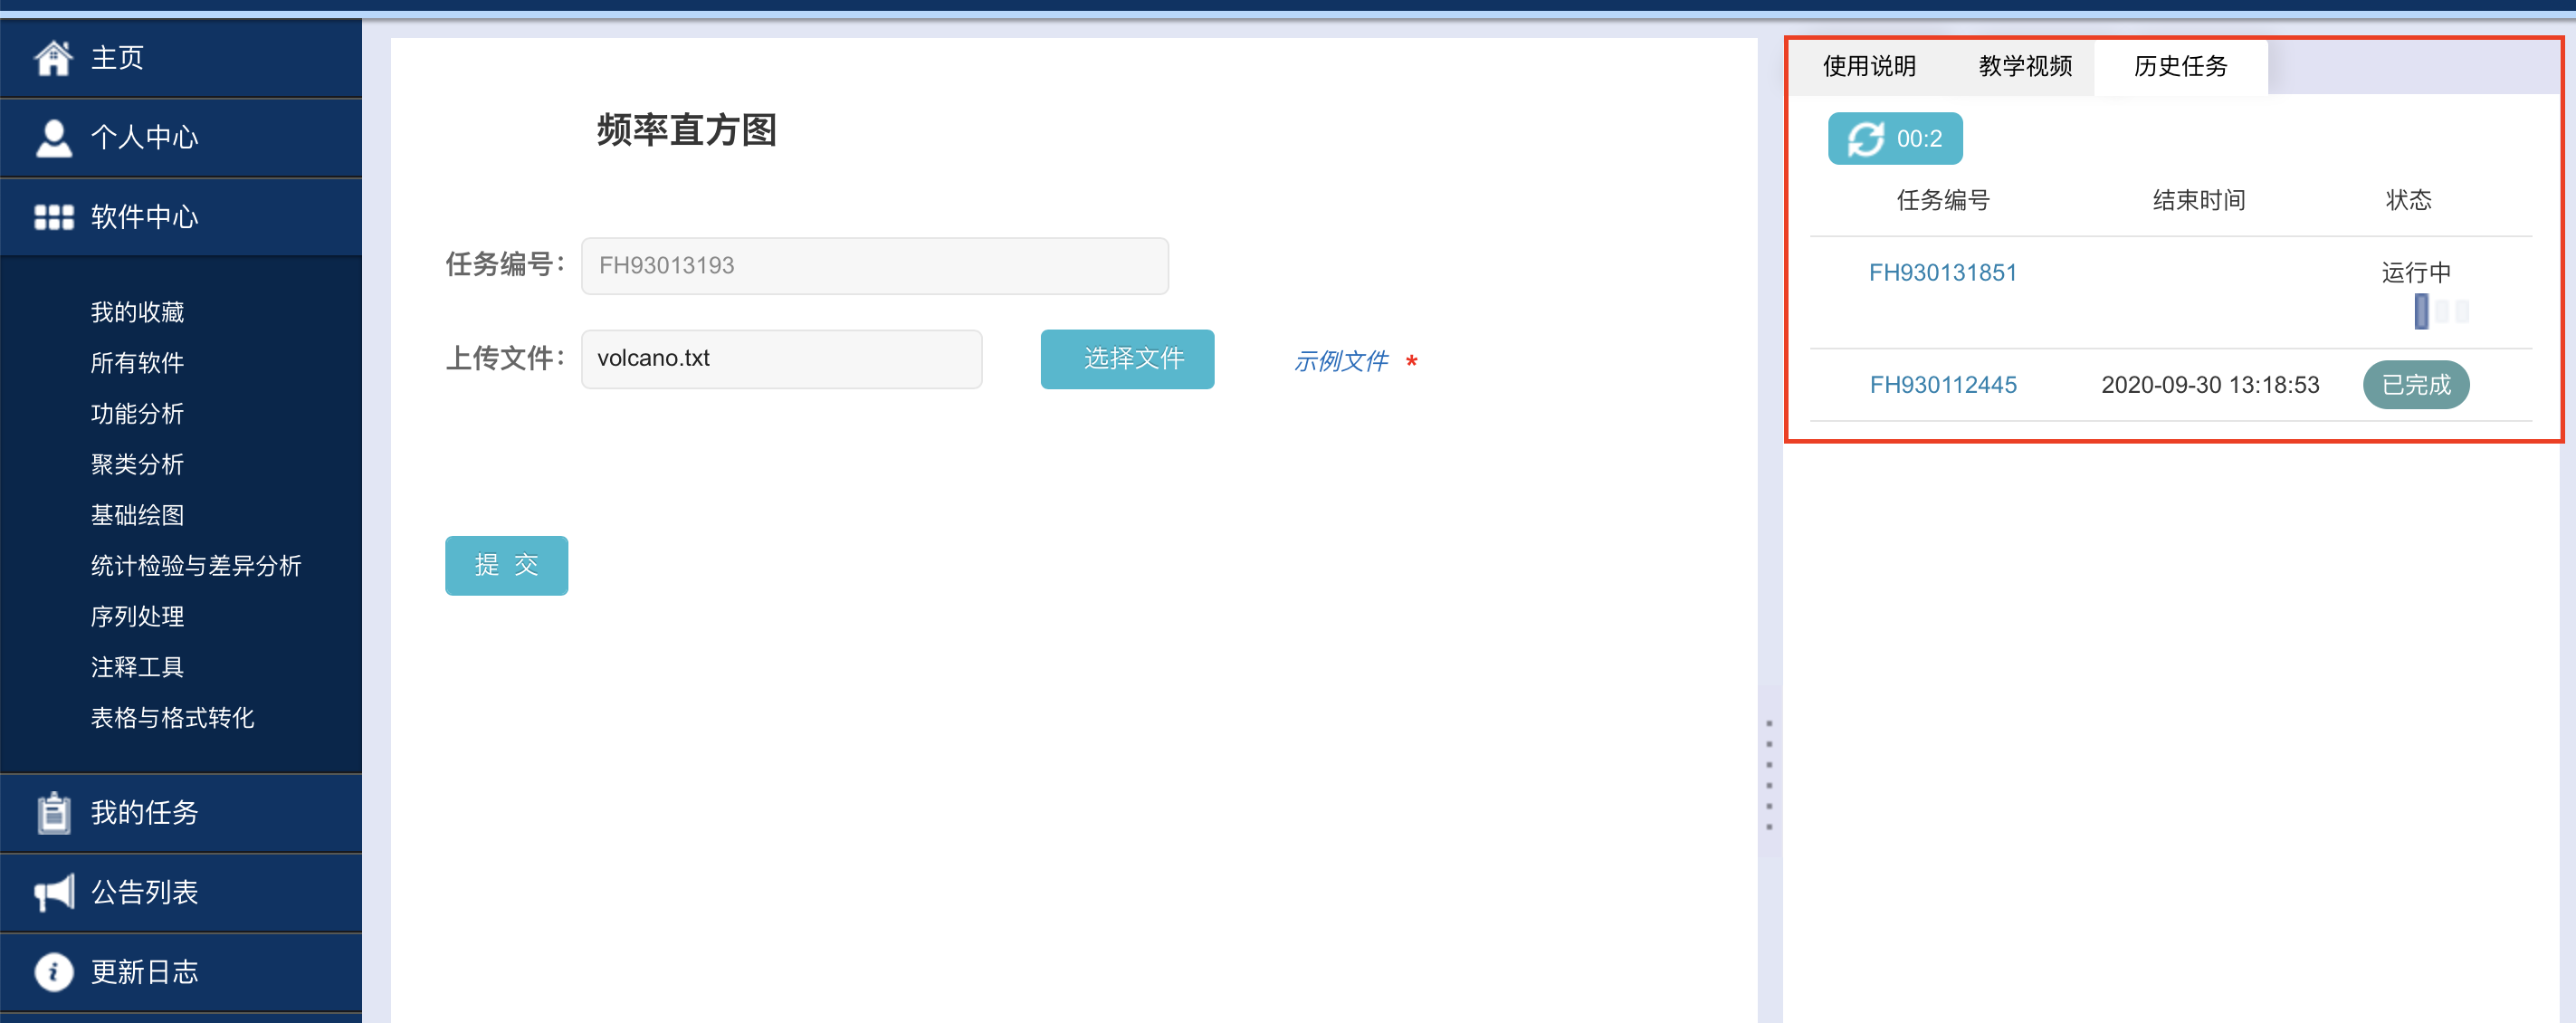 主页
个人中心
软件中心
我的收藏
所有软件
功能分析
聚类分析
基础绘图
统计检验与差异分析
序列处理
注释工具
表格与格式转化
我的任务
公告列表
更新日志
频率直方图
任务编号: FH93013193
上传文件: volcano.txt 选择文件 示例文件 *
提 交
使用说明 教学视频 历史任务
00:2
任务编号 结束时间 状态
FH930131851 运行中
FH930112445 2020-09-30 13:18:53 已完成